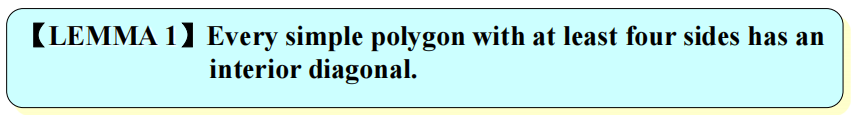 【LEMMA 1】Every simple polygon with at least four sides has an
interior diagonal.